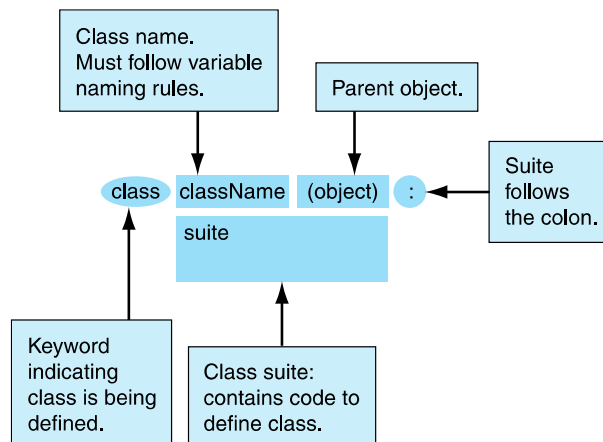 Class name.
Must follow variable
naming rules.
Parent object.
class className (object) :
Suite
follows
the colon.
suite
Keyword
indicating
class is being
defined.
Class suite:
contains code to
define class.